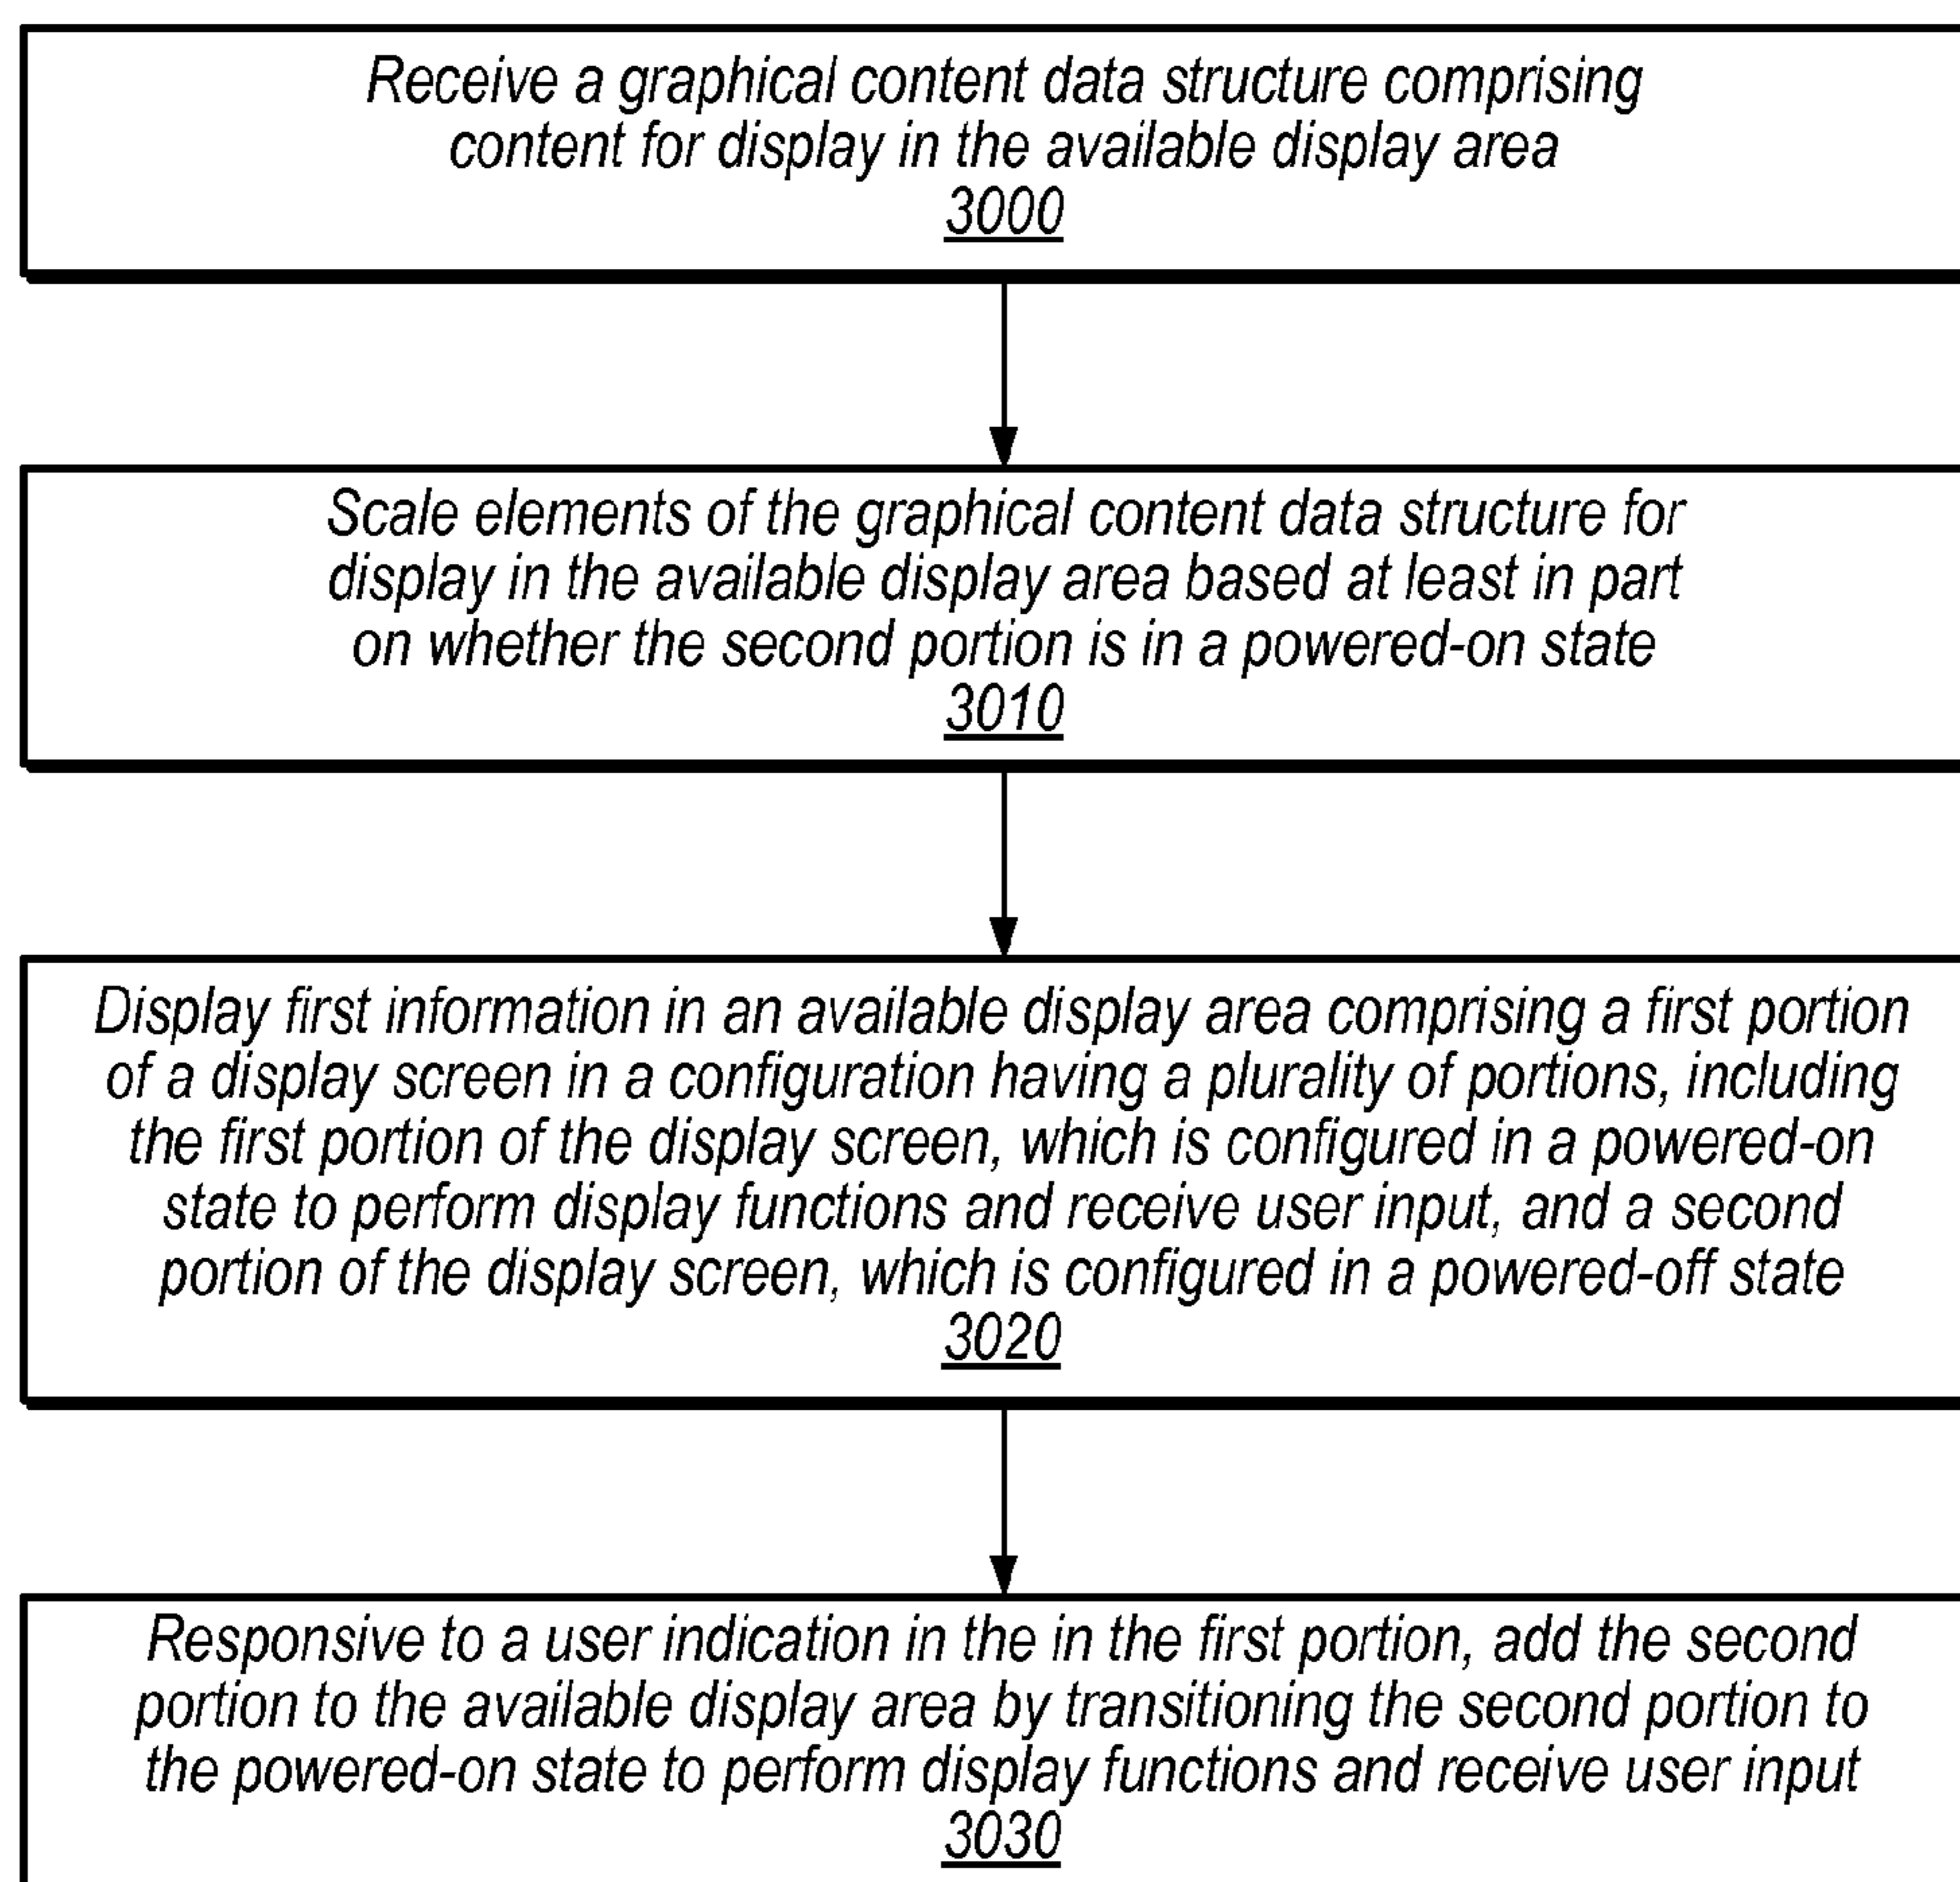 Receive a graphical content data structure comprising
content for display in the available display area
3000
Scale elements of the graphical content data structure for
display in the available display area based at least in part
on whether the second portion is in a powered-on state
3010
Display first information in an available display area comprising a first portion
of a display screen in a configuration having a plurality of portions, including
the first portion of the display screen, which is configured in a powered-on
state to perform display functions and receive user input, and a second
portion of the display screen, which is configured in a powered-off state
3020
Responsive to a user indication in the in the first portion, add the second
portion to the available display area by transitioning the second portion to
the powered-on state to perform display functions and receive user input
3030